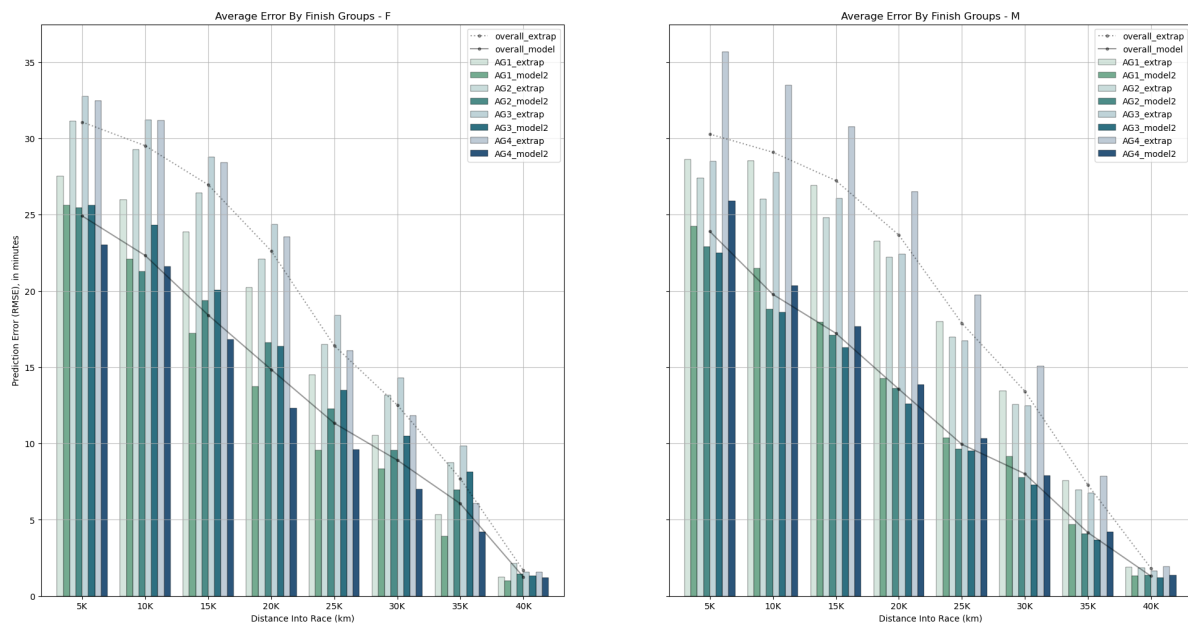 Average Error By Finish Groups - F
overall_extrap
overall_model
AG1_extrap
AG1_model2
AG2_extrap
AG2_model2
AG3_extrap
AG3_model2
AG4_extrap
AG4_model2
Prediction Error (RMSE), in minutes
35
30
25
20
15
10
5
0
5K 10K 15K 20K 25K 30K 35K 40K
Distance Into Race (km)
Average Error By Finish Groups - M
overall_extrap
overall_model
AG1_extrap
AG1_model2
AG2_extrap
AG2_model2
AG3_extrap
AG3_model2
AG4_extrap
AG4_model2
5K 10K 15K 20K 25K 30K 35K 40K
Distance Into Race (km)